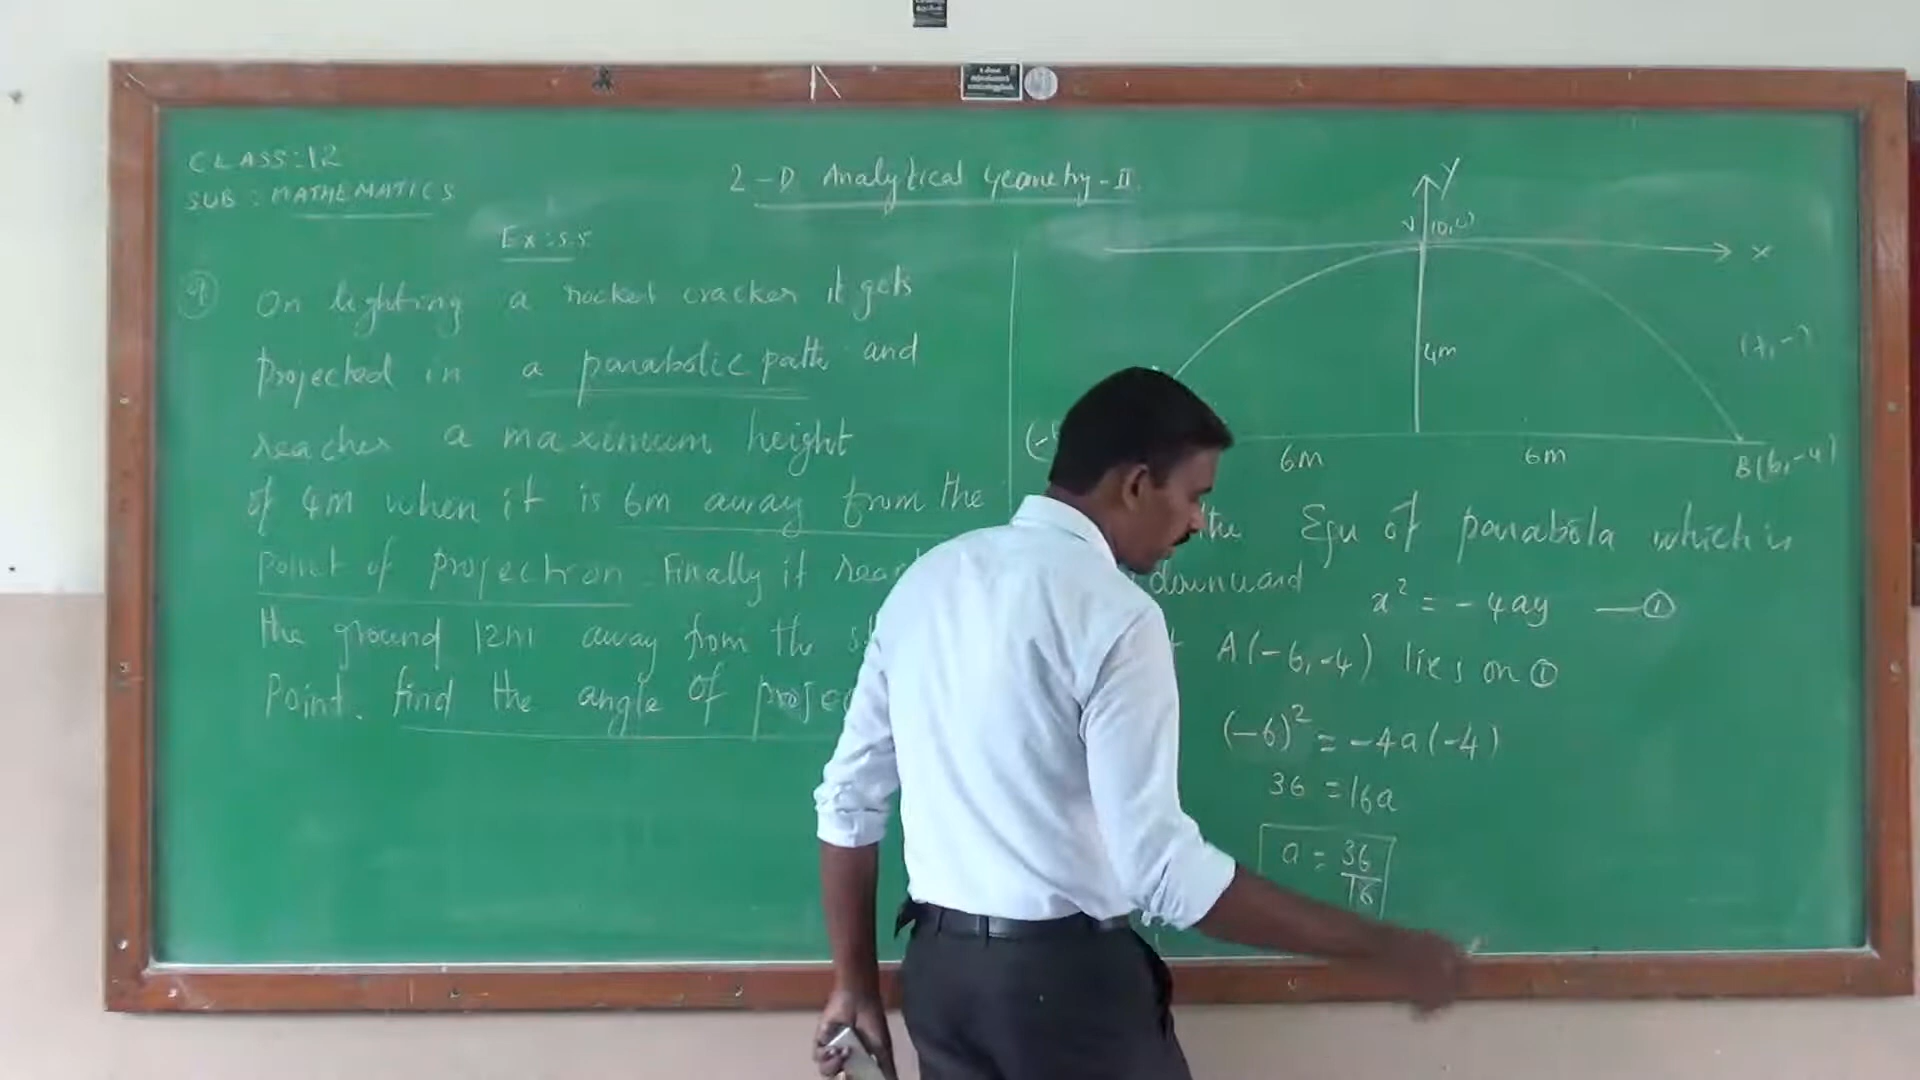 CLASS:12
SUB : MATHEMATICS
2-D Analytical Geometry-II.
Ex:5.5
9
On lighting a rocket cracker it gets
projected in a parabolic path and
reaches a maximum height
of 4m when it is 6m away from the
point of projection. Finally it
the ground 12m away from the
Point. find the angle of
Y
V (0,0)
x
4m
6m 6m
B(6,-4)
the Equ of parabola which is
downward
x² = -4ay —①
A(-6,-4) lies on ①
(-6)² = -4a(-4)
36 = 16a
a = 36/16